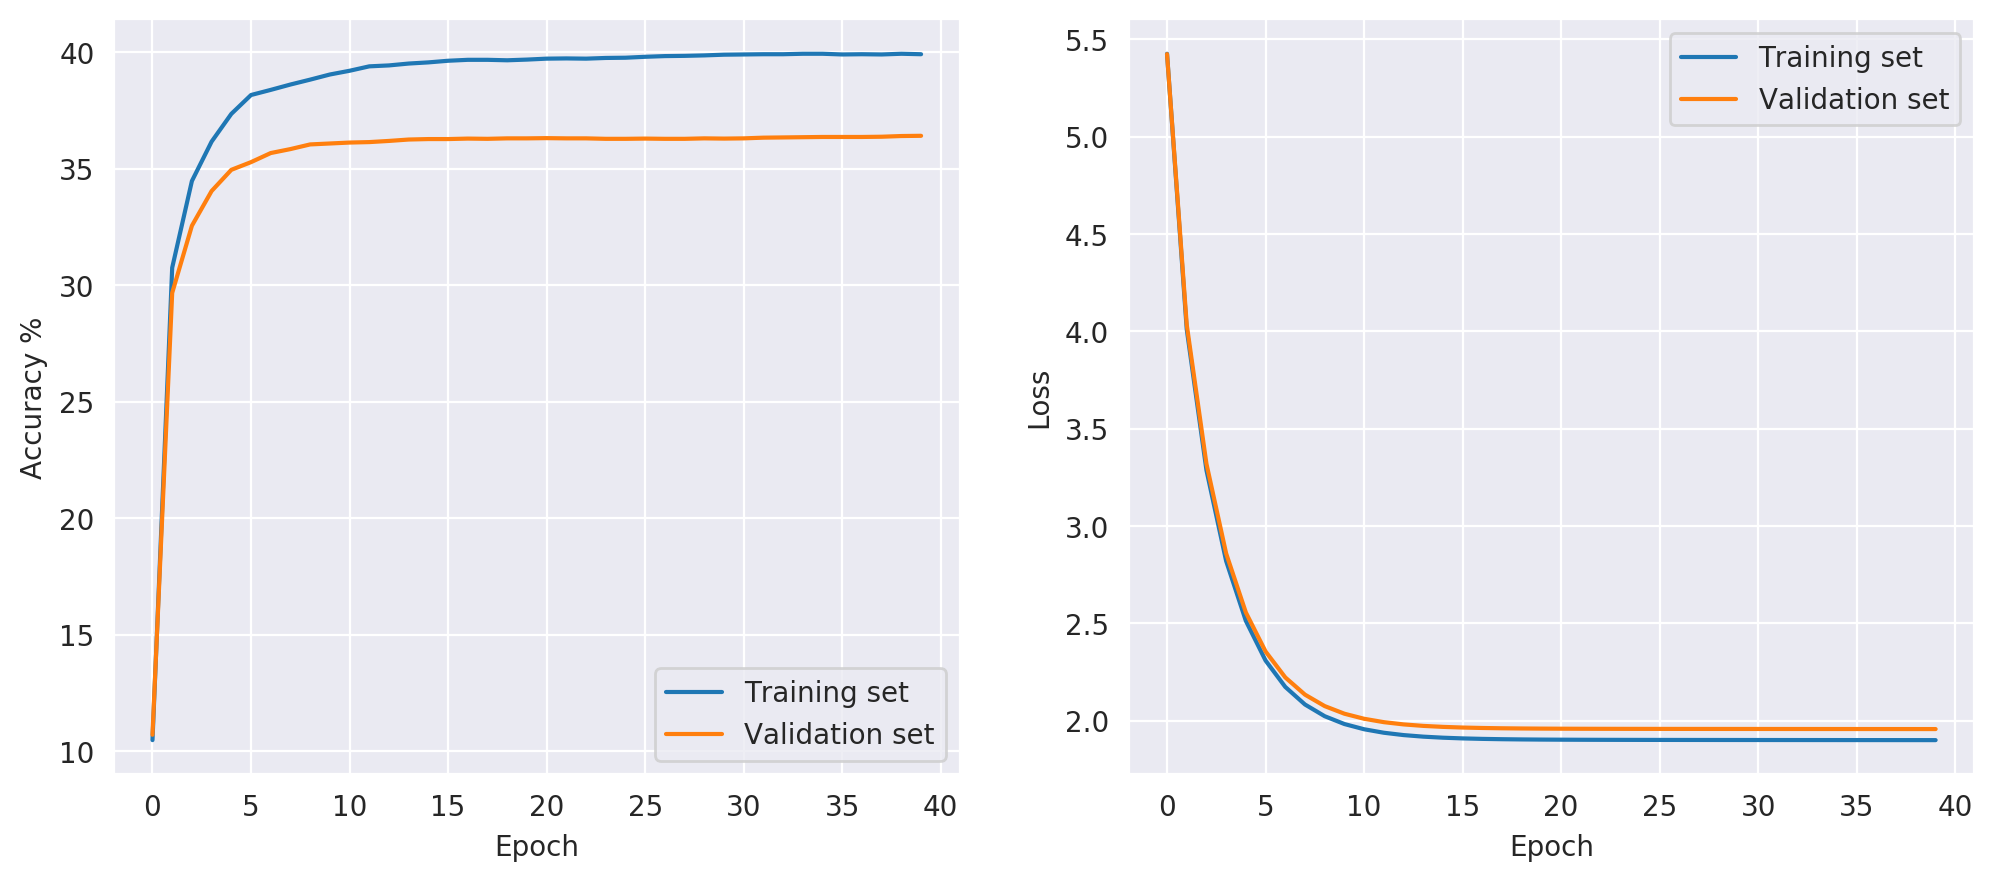 40
35
30
25
20
15
10
Accuracy %
0 5 10 15 20 25 30 35 40
Epoch
Training set
Validation set
5.5
5.0
4.5
4.0
3.5
3.0
2.5
2.0
Loss
0 5 10 15 20 25 30 35 40
Epoch
Training set
Validation set